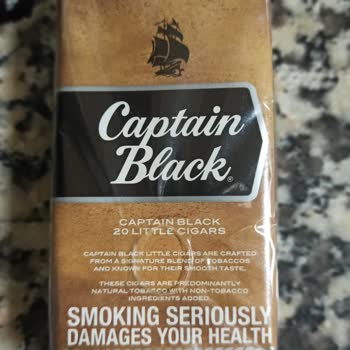 Captain
Black®
CAPTAIN BLACK
20 LITTLE CIGARS
CAPTAIN BLACK LITTLE CIGARS ARE CRAFTED
FROM A SIGNATURE BLEND OF TOBACCOS
AND KNOWN FOR THEIR SMOOTH TASTE.
THESE CIGARS ARE PREDOMINANTLY
NATURAL TOBACCO WITH NON-TOBACCO
INGREDIENTS ADDED.
SMOKING SERIOUSLY
DAMAGES YOUR HEALTH